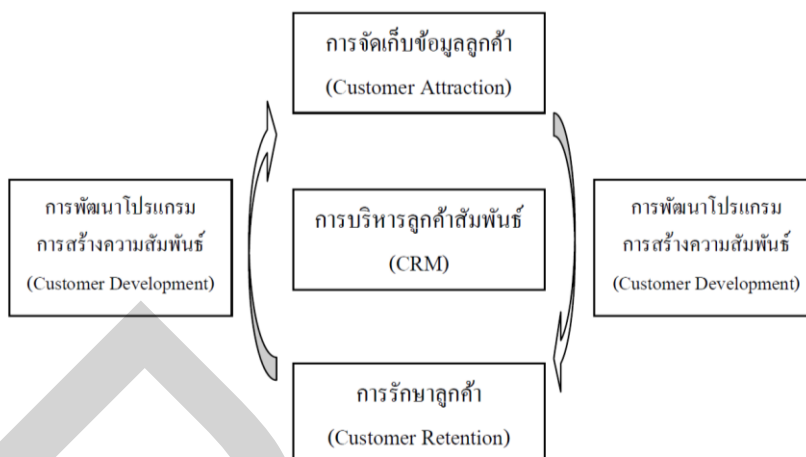 การจัดเก็บข้อมูลลูกค้า
(Customer Attraction)
การพัฒนาโปรแกรม
การสร้างความสัมพันธ์
(Customer Development)
การบริหารลูกค้าสัมพันธ์
(CRM)
การพัฒนาโปรแกรม
การสร้างความสัมพันธ์
(Customer Development)
การรักษาลูกค้า
(Customer Retention)